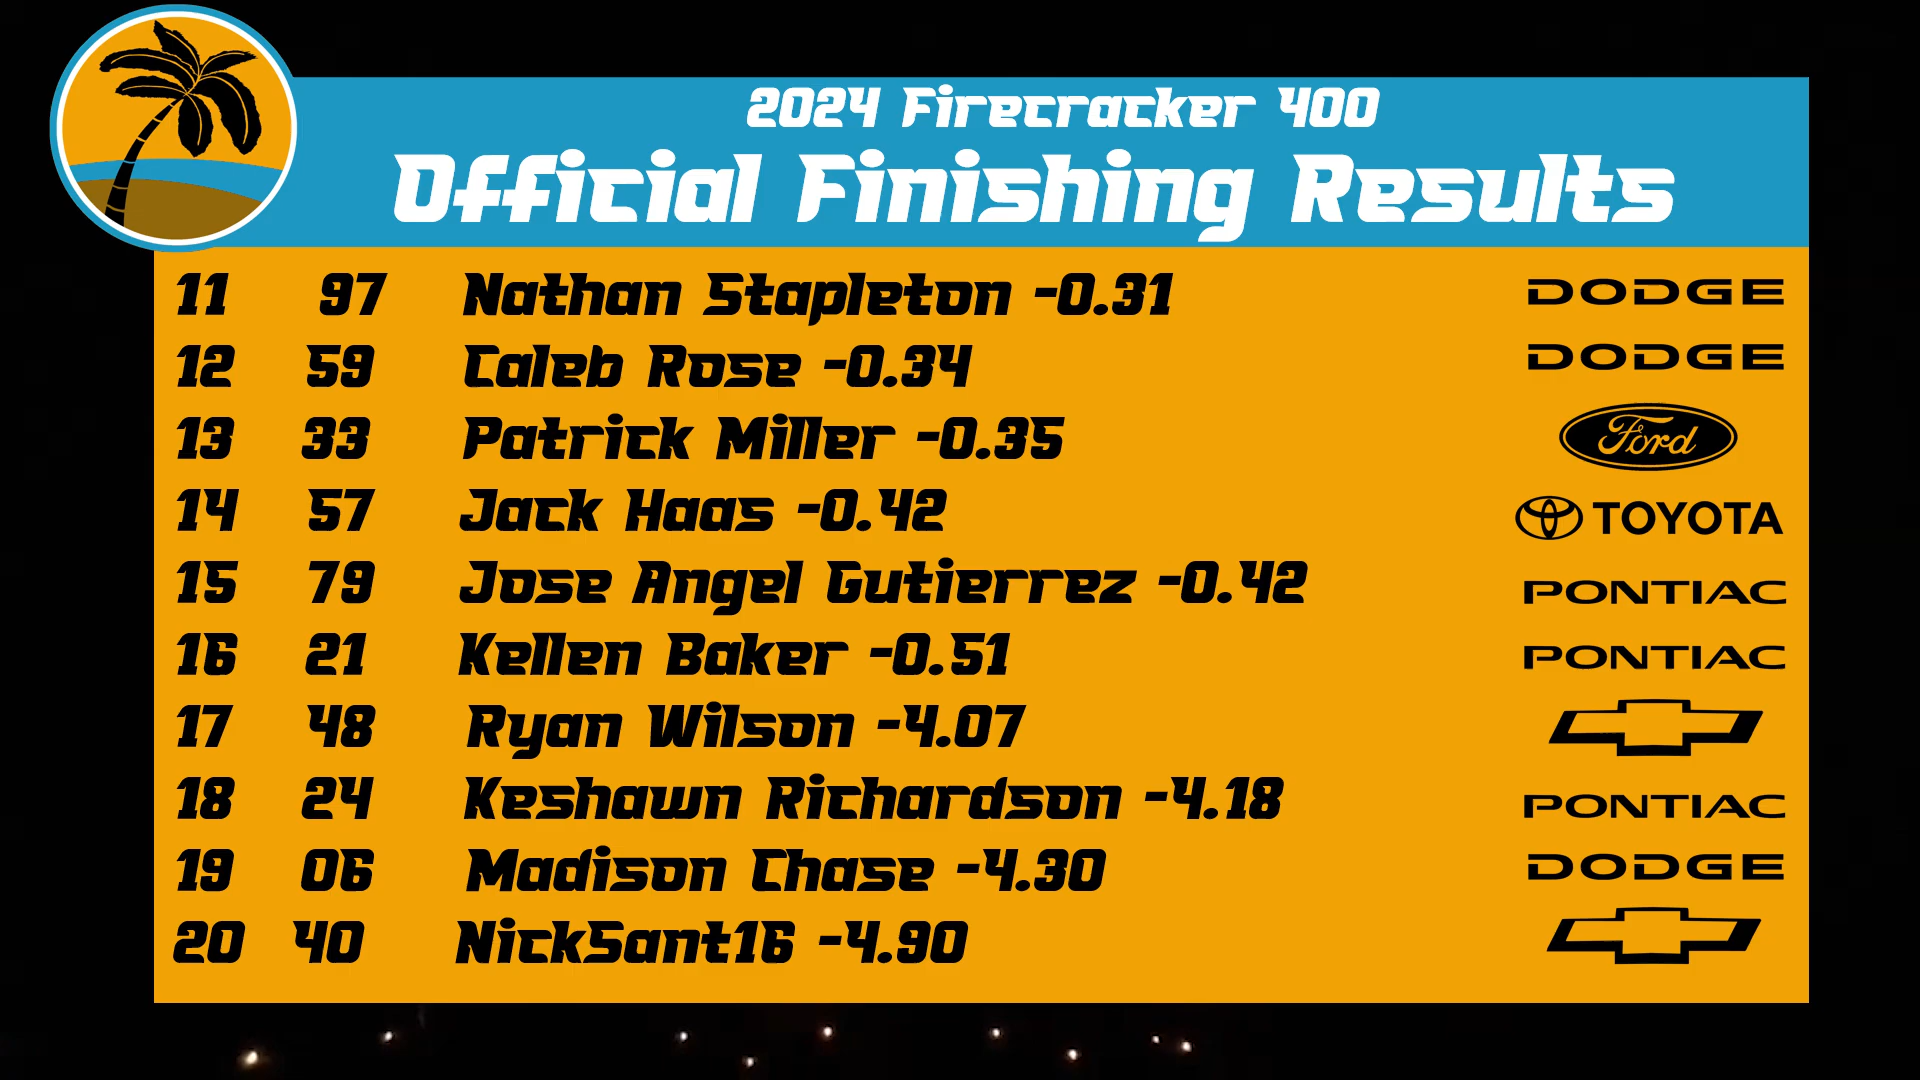 2024 Firecracker 400
Official Finishing Results
11 97 Nathan Stapleton -0.31 DODGE
12 59 Caleb Rose -0.34 DODGE
13 33 Patrick Miller -0.35 Ford
14 57 Jack Haas -0.42 TOYOTA
15 79 Jose Angel Gutierrez -0.42 PONTIAC
16 21 Kellen Baker -0.51 PONTIAC
17 48 Ryan Wilson -4.07
18 24 Keshawn Richardson -4.18 PONTIAC
19 06 Madison Chase -4.30 DODGE
20 40 NickSant16 -4.90